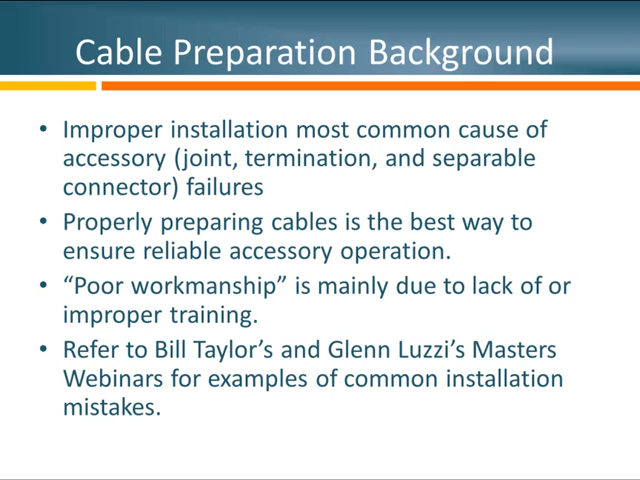 Cable Preparation Background
• Improper installation most common cause of
accessory (joint, termination, and separable
connector) failures
• Properly preparing cables is the best way to
ensure reliable accessory operation.
• “Poor workmanship” is mainly due to lack of or
improper training.
• Refer to Bill Taylor’s and Glenn Luzzi’s Masters
Webinars for examples of common installation
mistakes.